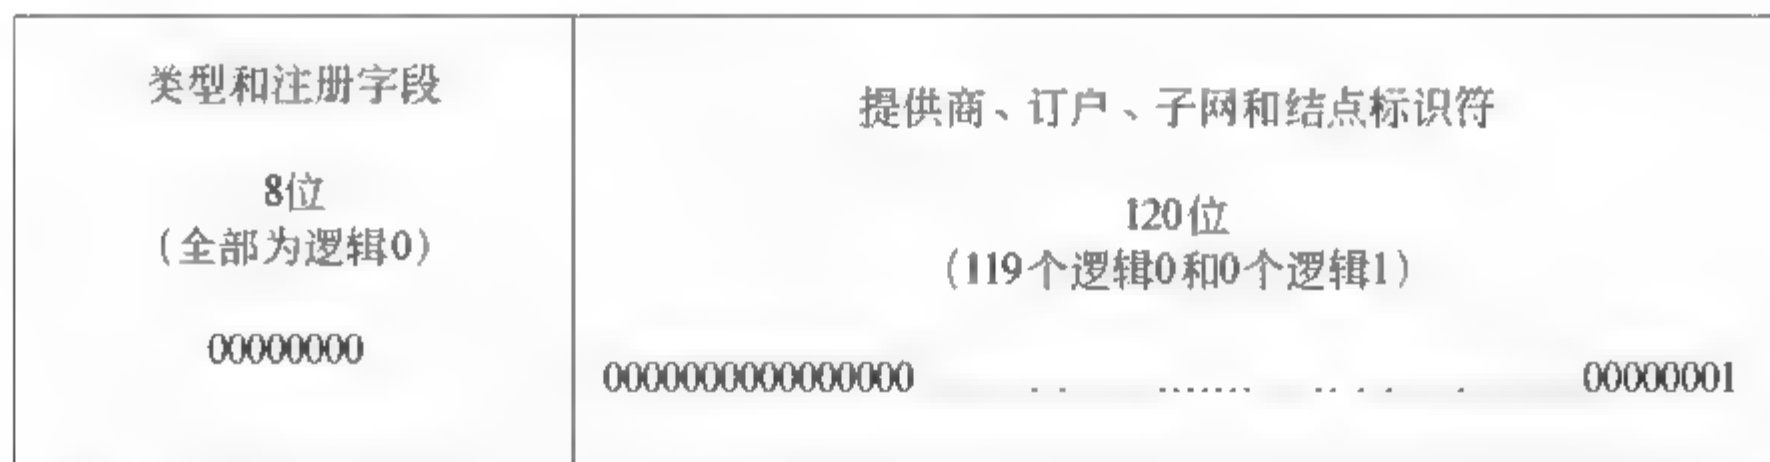 类型和注册字段
8位
（全部为逻辑0）
00000000
提供商、订户、子网和结点标识符
120位
（119个逻辑0和0个逻辑1）
0000000000000000 . . ....... .. . . . 00000001